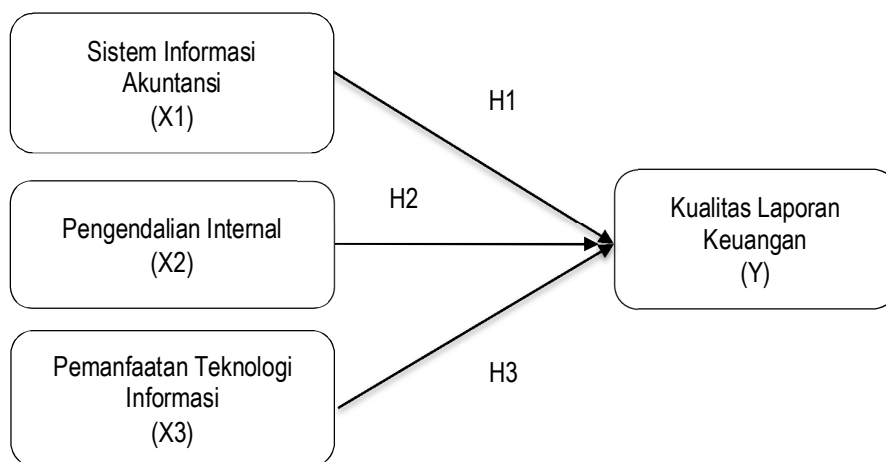 Sistem Informasi
Akuntansi
(X1)
H1
H2
Pengendalian Internal
(X2)
Kualitas Laporan
Keuangan
(Y)
Pemanfaatan Teknologi
Informasi
(X3)
H3